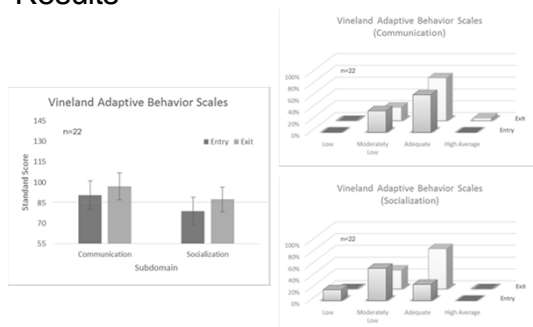 Results
Vineland Adaptive Behavior Scales
n=22
Entry Exit
Standard Score
145
130
115
100
85
70
55
Communication Socialization
Subdomain
Vineland Adaptive Behavior Scales
(Communication)
n=22
100%
80%
60%
40%
20%
0%
Exit
Entry
Low Moderately Low Adequate High Average
Vineland Adaptive Behavior Scales
(Socialization)
n=22
100%
80%
60%
40%
20%
0%
Exit
Entry
Low Moderately Low Adequate High Average